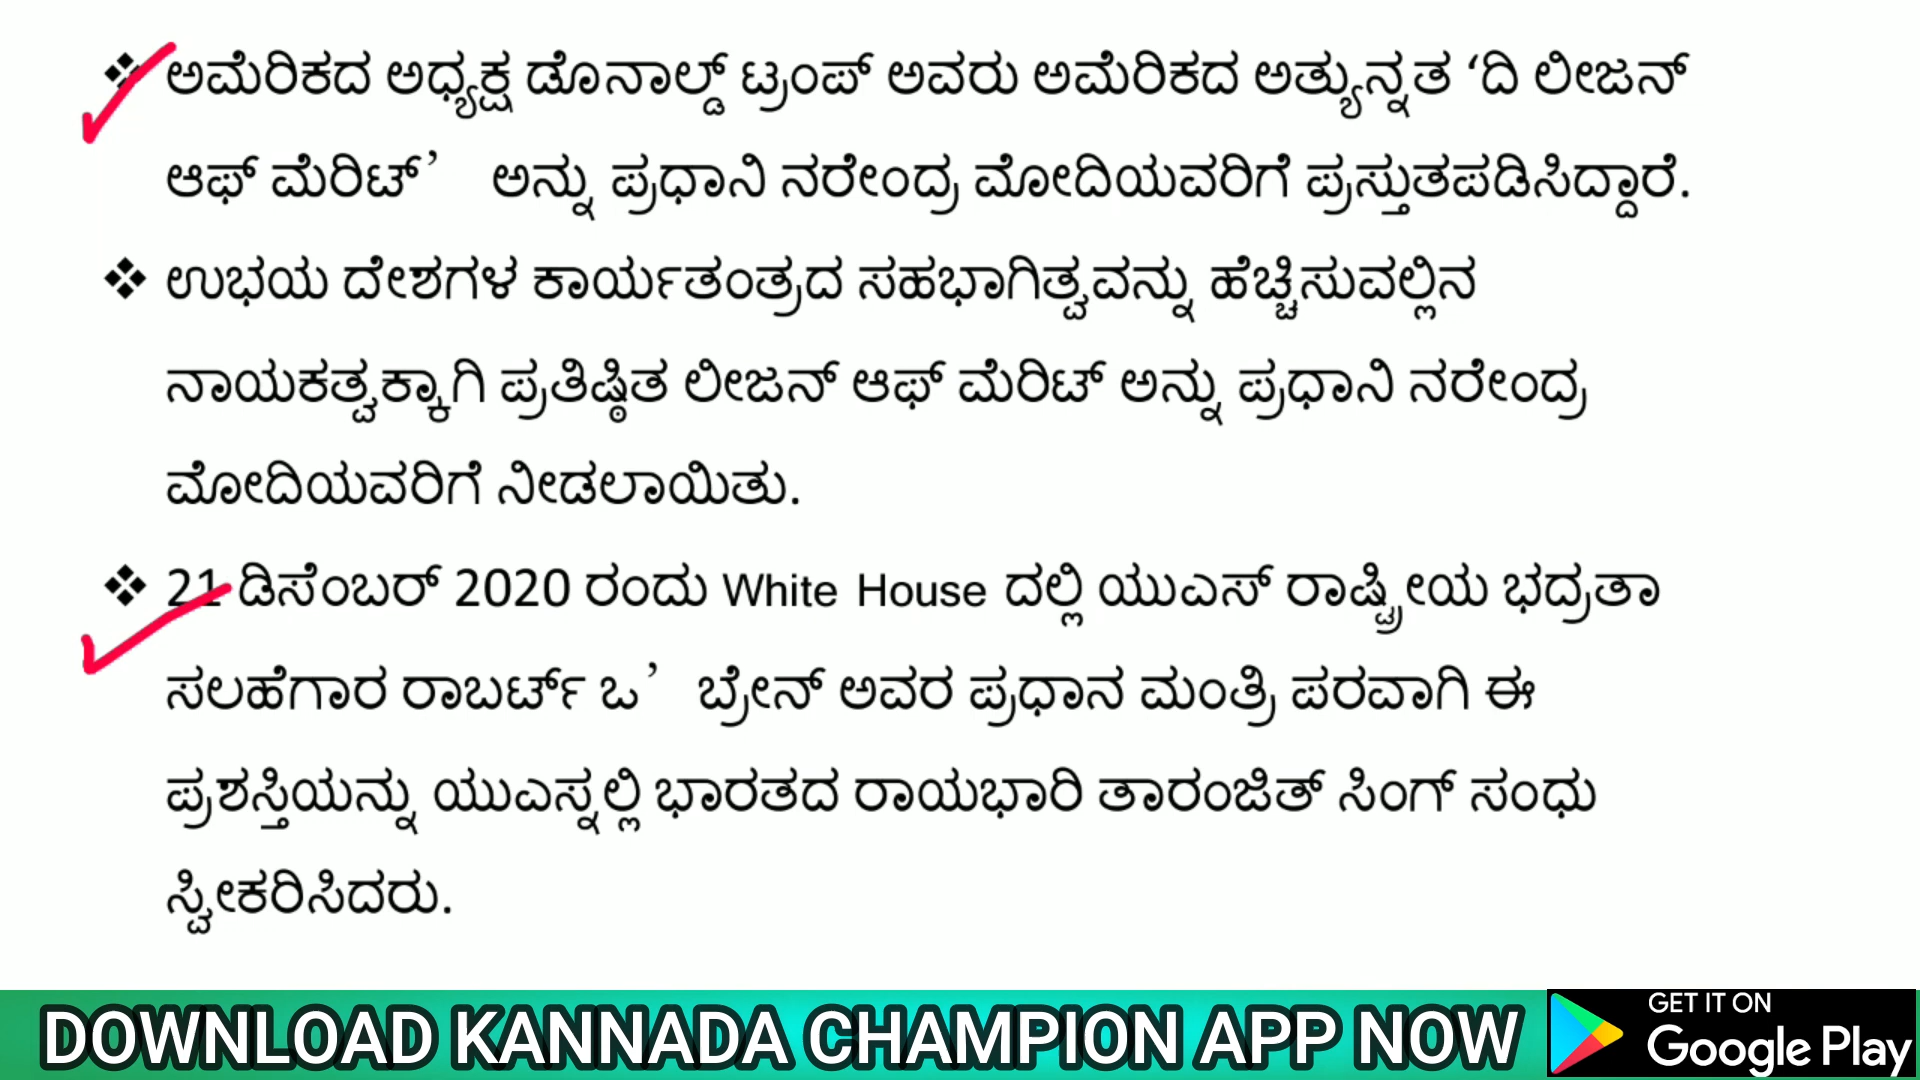 ❖ ಅಮೆರಿಕದ ಅಧ್ಯಕ್ಷ ಡೊನಾಲ್ಡ್ ಟ್ರಂಪ್ ಅವರು ಅಮೆರಿಕದ ಅತ್ಯುನ್ನತ ‘ದಿ ಲೀಜನ್
ಆಫ್ ಮೆರಿಟ್’ ಅನ್ನು ಪ್ರಧಾನಿ ನರೇಂದ್ರ ಮೋದಿಯವರಿಗೆ ಪ್ರಸ್ತುತಪಡಿಸಿದ್ದಾರೆ.
❖ ಉಭಯ ದೇಶಗಳ ಕಾರ್ಯತಂತ್ರದ ಸಹಭಾಗಿತ್ವವನ್ನು ಹೆಚ್ಚಿಸುವಲ್ಲಿನ
ನಾಯಕತ್ವಕ್ಕಾಗಿ ಪ್ರತಿಷ್ಠಿತ ಲೀಜನ್ ಆಫ್ ಮೆರಿಟ್ ಅನ್ನು ಪ್ರಧಾನಿ ನರೇಂದ್ರ
ಮೋದಿಯವರಿಗೆ ನೀಡಲಾಯಿತು.
❖ 21 ಡಿಸೆಂಬರ್ 2020 ರಂದು White House ದಲ್ಲಿ ಯುಎಸ್ ರಾಷ್ಟ್ರೀಯ ಭದ್ರತಾ
ಸಲಹೆಗಾರ ರಾಬರ್ಟ್ ಒ’ ಬ್ರೇನ್ ಅವರ ಪ್ರಧಾನ ಮಂತ್ರಿ ಪರವಾಗಿ ಈ
ಪ್ರಶಸ್ತಿಯನ್ನು ಯುಎಸ್ನಲ್ಲಿ ಭಾರತದ ರಾಯಭಾರಿ ತಾರಂಜಿತ್ ಸಿಂಗ್ ಸಂಧು
ಸ್ವೀಕರಿಸಿದರು.
DOWNLOAD KANNADA CHAMPION APP NOW
GET IT ON
Google Play